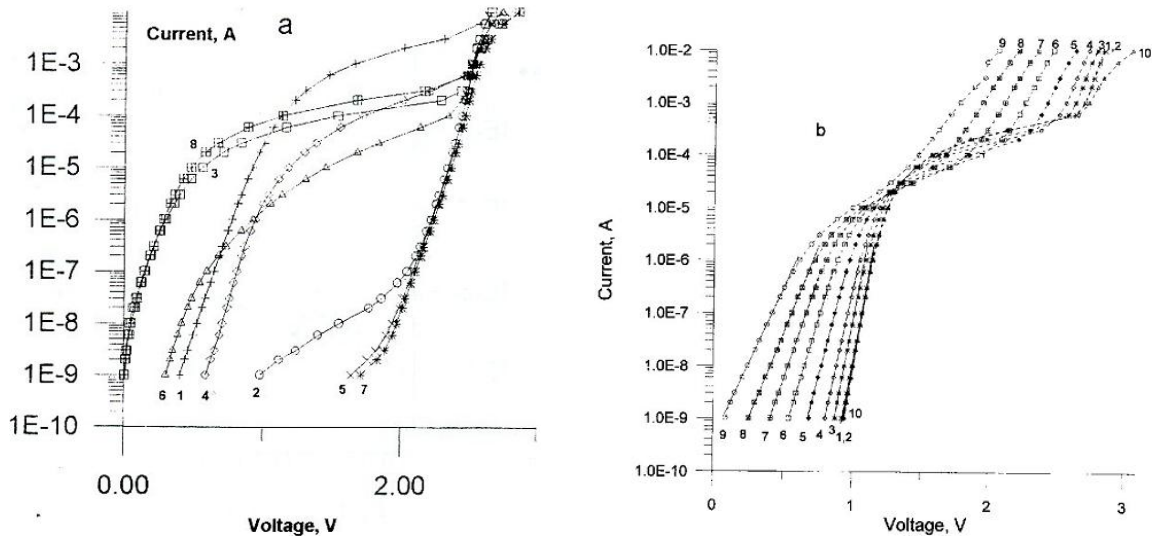 Current, A
a
1E-3
1E-4
1E-5
1E-6
1E-7
1E-8
1E-9
1E-10
0.00
2.00
Voltage, V
8
3
6
1
4
2
5
7
b
Current, A
1.0E-2
1.0E-3
1.0E-4
1.0E-5
1.0E-6
1.0E-7
1.0E-8
1.0E-9
1.0E-10
9 8 7 6 5 4 3 1,2
10
10
9 8 7 6 5 4 3 1,2
0 1 2 3
Voltage, V